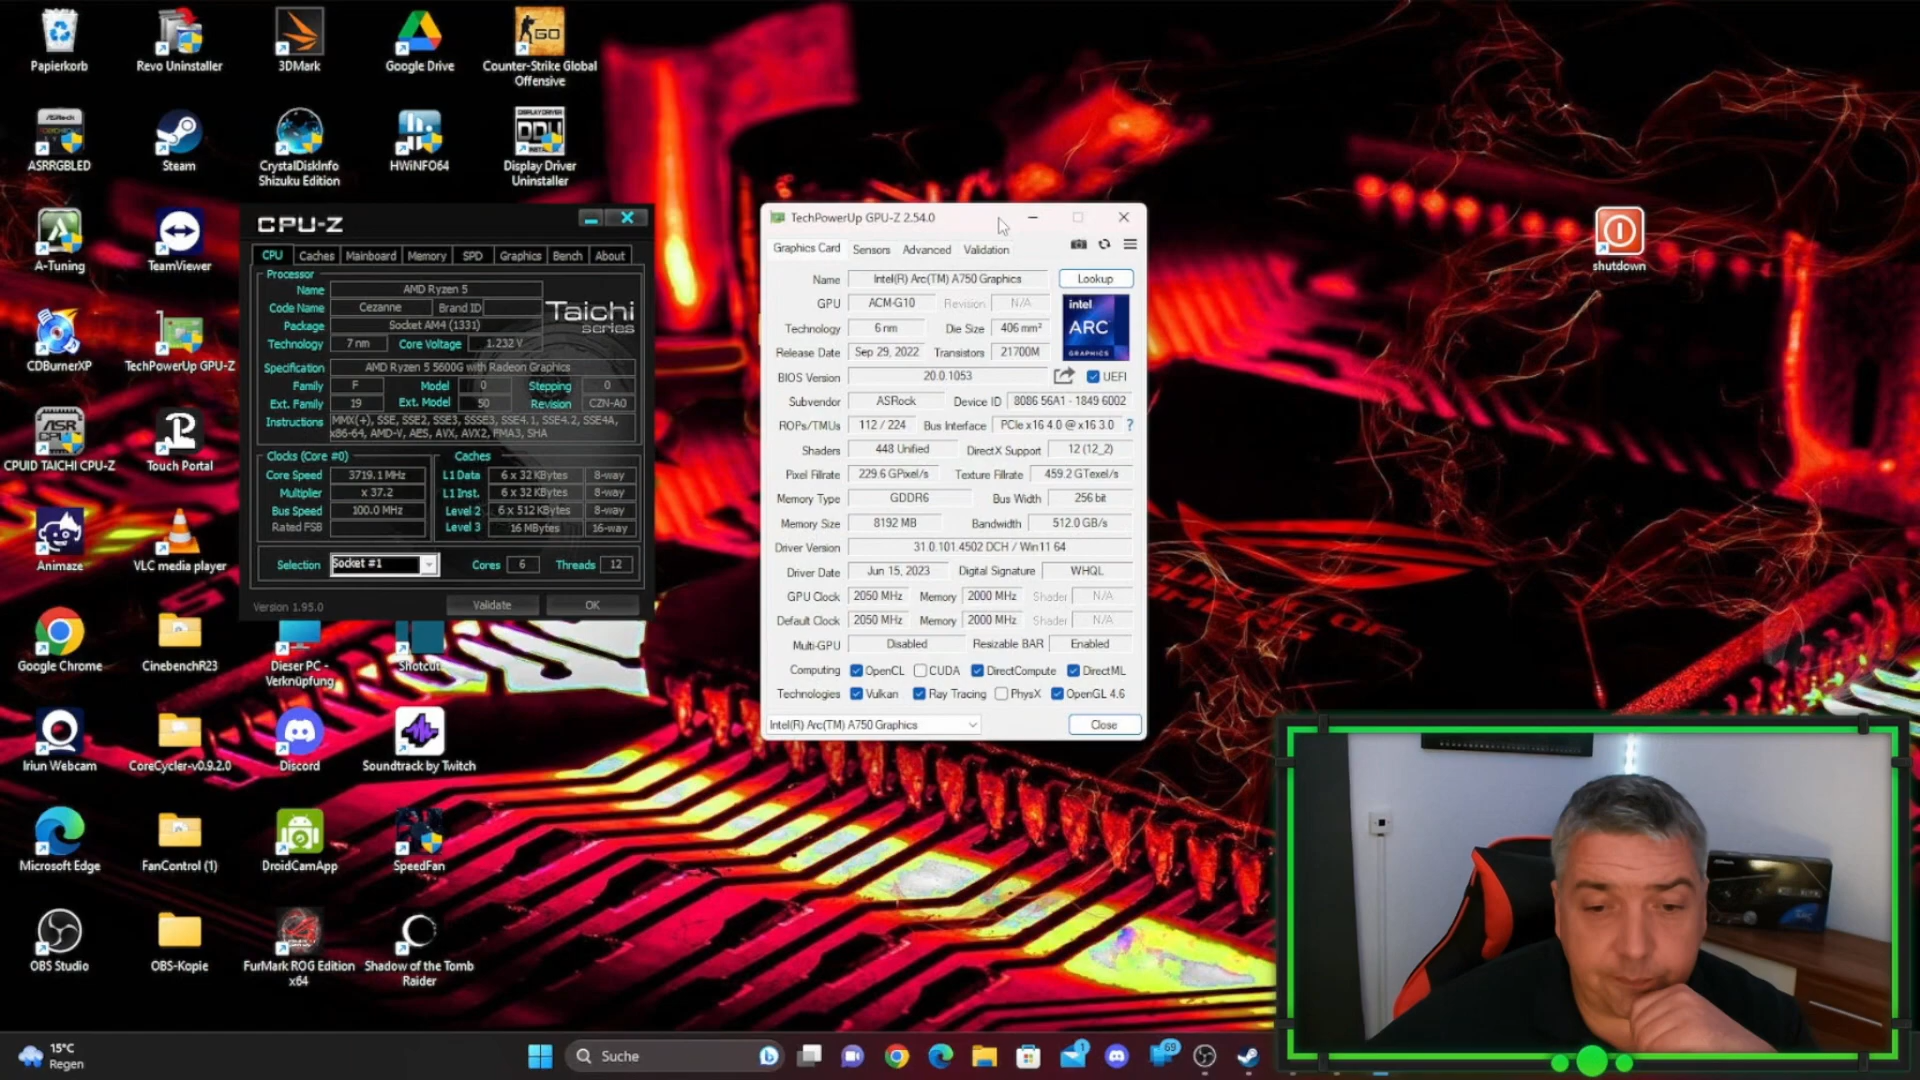 Papierkorb
Revo Uninstaller
3DMark
Google Drive
GO
Counter-Strike Global
Offensive
ASRRGBLED
Steam
CrystalDiskInfo
Shizuku Edition
HWiNFO64
DDU
Display Driver
Uninstaller
A-Tuning
TeamViewer
CDBurnerXP
TechPowerUp GPU-Z
CPUID TAICHI CPU-Z
Touch Portal
Animaze
VLC media player
Google Chrome
CinebenchR23
Dieser PC -
Verknüpfung
Shotcut
Iriun Webcam
CoreCycler-v0.9.2.0
Discord
Soundtrack by Twitch
Microsoft Edge
FanControl (1)
DroidCamApp
SpeedFan
OBS Studio
OBS-Kopie
FurMark ROG Edition
x64
Shadow of the Tomb
Raider
shutdown
CPU-Z
CPU Caches Mainboard Memory SPD Graphics Bench About
Processor
Name AMD Ryzen 5
Code Name Cezanne Brand ID
Package Socket AM4 (1331)
Technology 7 nm Core Voltage 1.232 V
Taichi
series
Specification AMD Ryzen 5 5600G with Radeon Graphics
Family F Model 0 Stepping 0
Ext. Family 19 Ext. Model 50 Revision CZN-A0
Instructions MMX(+), SSE, SSE2, SSE3, SSSE3, SSE4.1, SSE4.2, SSE4A,
x86-64, AMD-V, AES, AVX, AVX2, FMA3, SHA
Clocks (Core #0) Caches
Core Speed 3719.1 MHz L1 Data 6 x 32 KBytes 8-way
Multiplier x 37.2 L1 Inst. 6 x 32 KBytes 8-way
Bus Speed 100.0 MHz Level 2 6 x 512 KBytes 8-way
Rated FSB Level 3 16 MBytes 16-way
Selection Socket #1 Cores 6 Threads 12
Version 1.95.0 Validate OK
TechPowerUp GPU-Z 2.54.0
Graphics Card Sensors Advanced Validation
Name Intel(R) Arc(TM) A750 Graphics Lookup
GPU ACM-G10 Revision N/A
intel
ARC
GRAPHICS
Technology 6 nm Die Size 406 mm²
Release Date Sep 29, 2022 Transistors 21700M
BIOS Version 20.0.1053 UEFI
Subvendor ASRock Device ID 8086 56A1 - 1849 6002
ROPs/TMUs 112 / 224 Bus Interface PCIe x16 4.0 @ x16 3.0 ?
Shaders 448 Unified DirectX Support 12 (12_2)
Pixel Fillrate 229.6 GPixel/s Texture Fillrate 459.2 GTexel/s
Memory Type GDDR6 Bus Width 256 bit
Memory Size 8192 MB Bandwidth 512.0 GB/s
Driver Version 31.0.101.4502 DCH / Win11 64
Driver Date Jun 15, 2023 Digital Signature WHQL
GPU Clock 2050 MHz Memory 2000 MHz Shader N/A
Default Clock 2050 MHz Memory 2000 MHz Shader N/A
Multi-GPU Disabled Resizable BAR Enabled
Computing OpenCL CUDA DirectCompute DirectML
Technologies Vulkan Ray Tracing PhysX OpenGL 4.6
Intel(R) Arc(TM) A750 Graphics Close
15°C
Regen
Suche
1
69